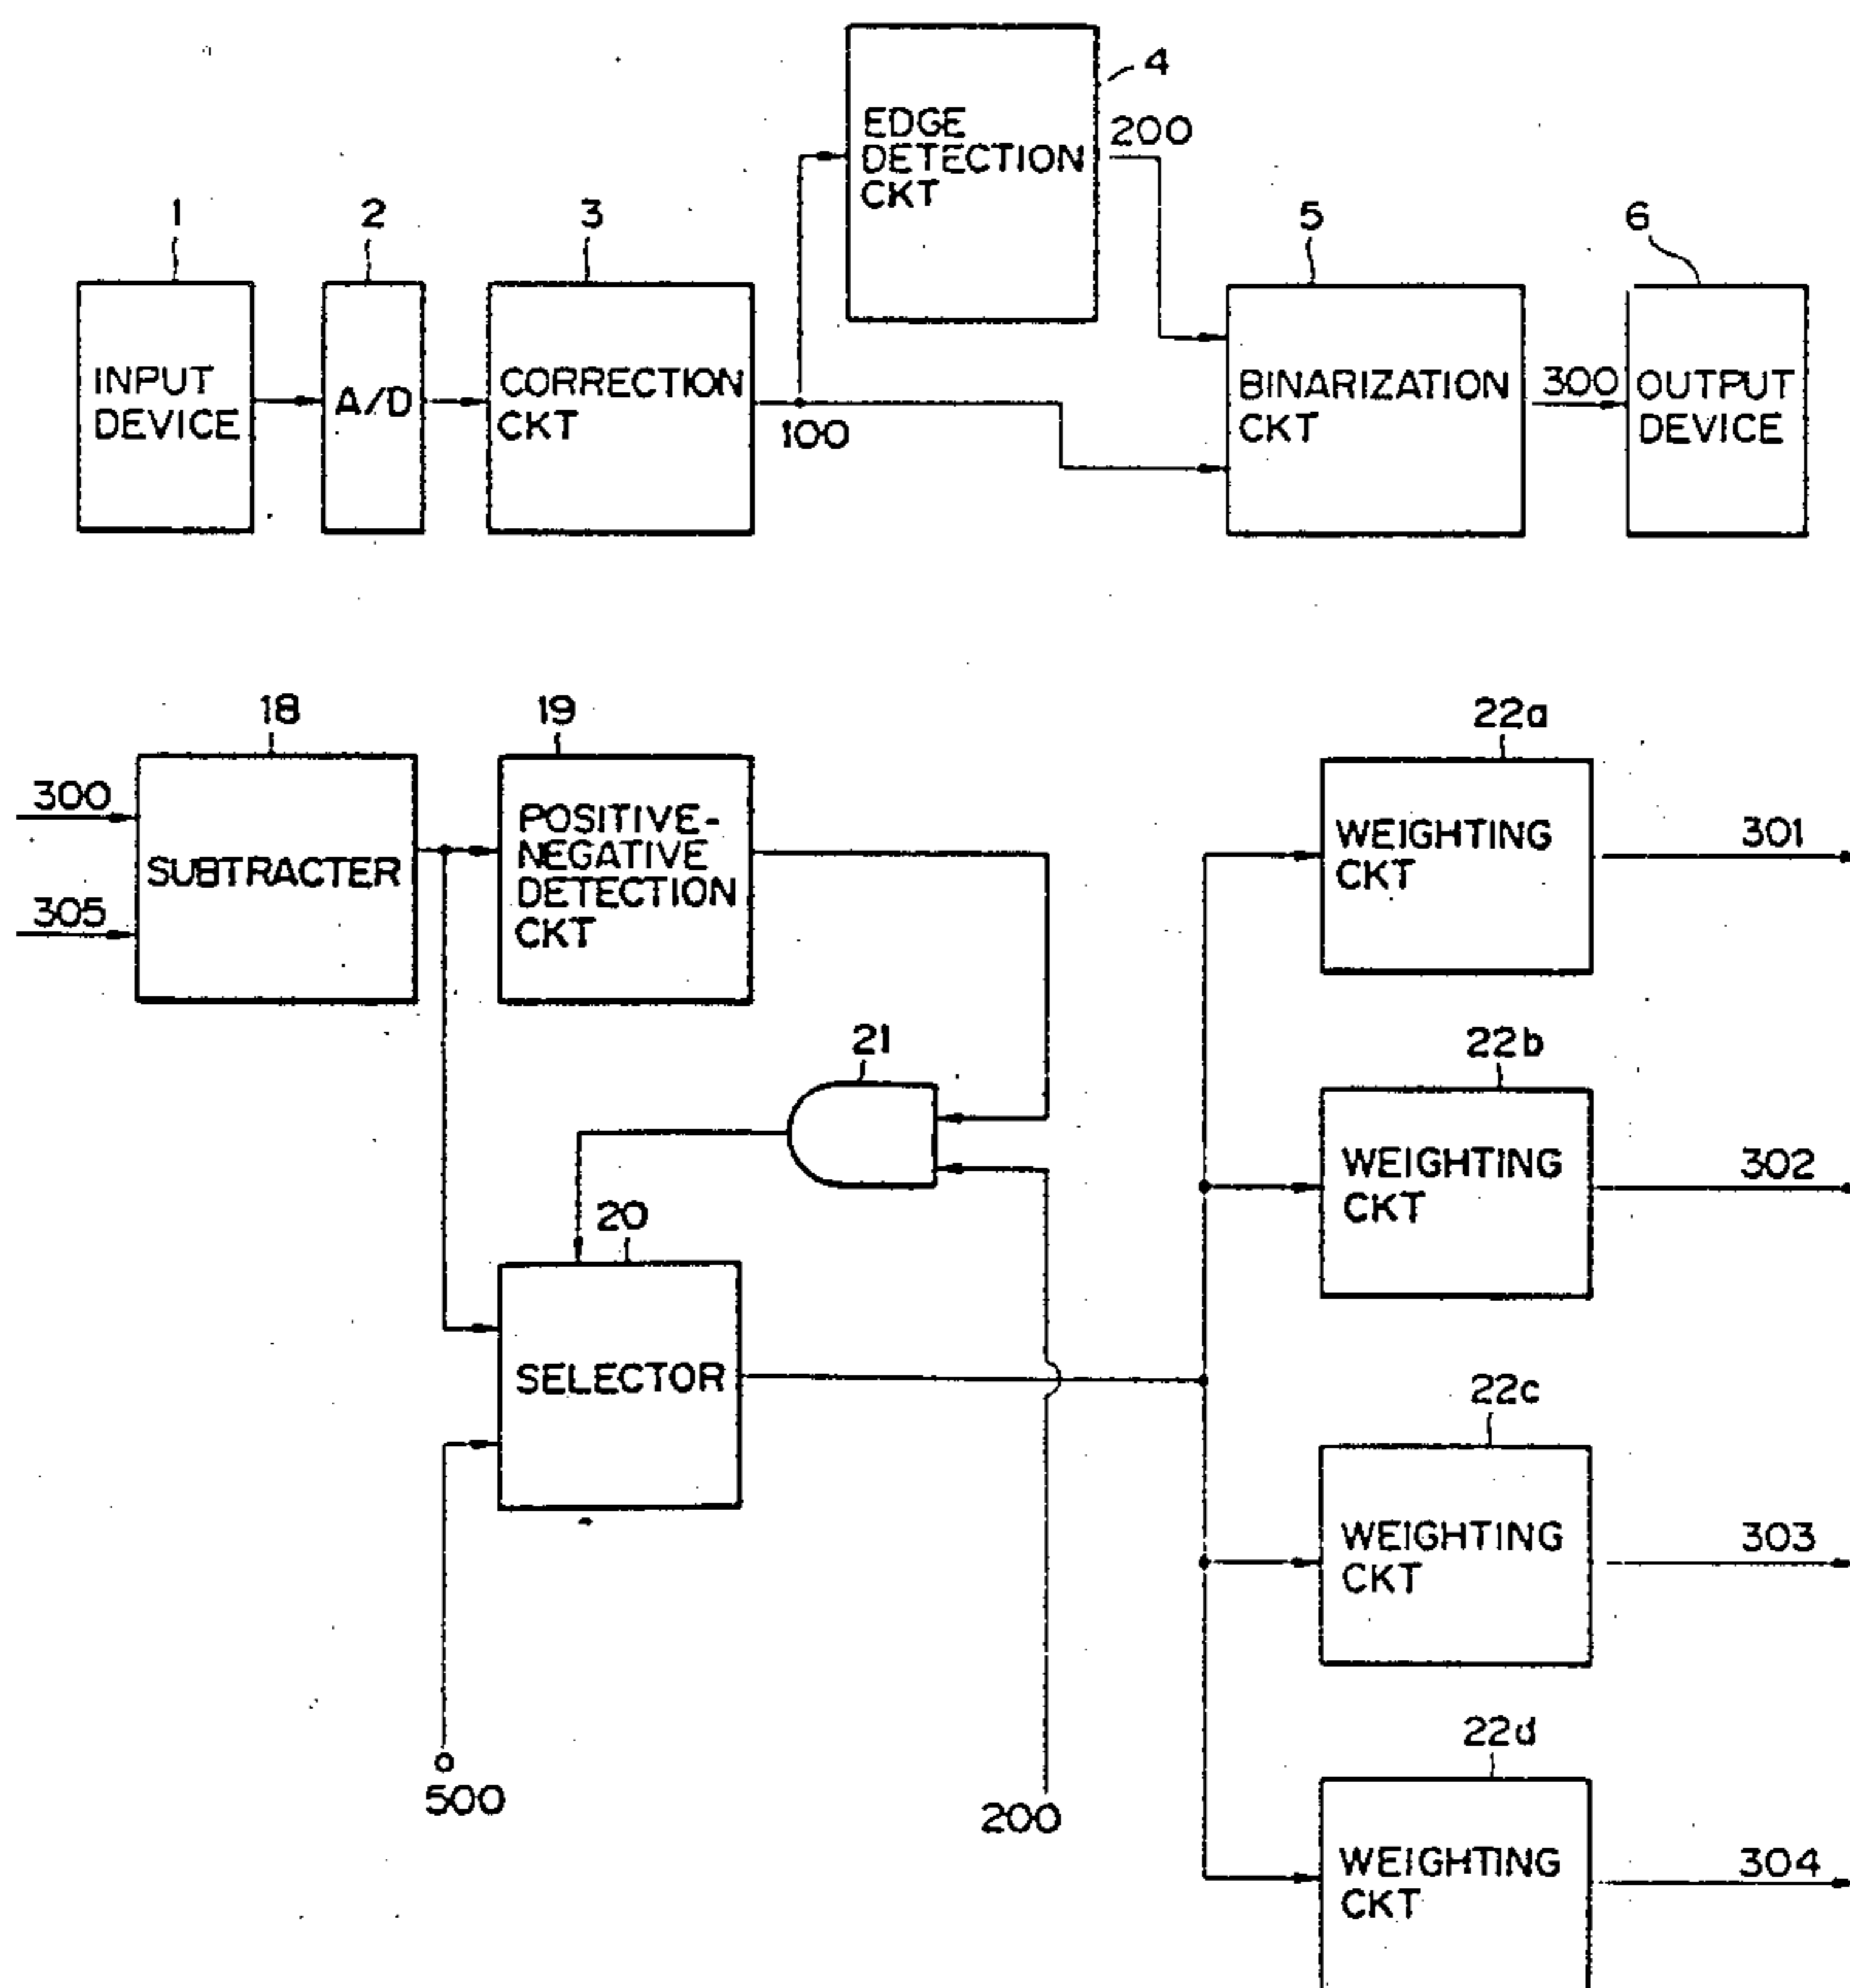 4
EDGE
DETECTION
CKT
200
1
2
3
5
6
INPUT
DEVICE
A/D
CORRECTION
CKT
100
BINARIZATION
CKT
300
OUTPUT
DEVICE
18
19
22a
300
305
SUBTRACTER
POSITIVE-
NEGATIVE
DETECTION
CKT
WEIGHTING
CKT
301
21
22b
WEIGHTING
CKT
302
20
SELECTOR
22c
WEIGHTING
CKT
303
500
200
22d
WEIGHTING
CKT
304